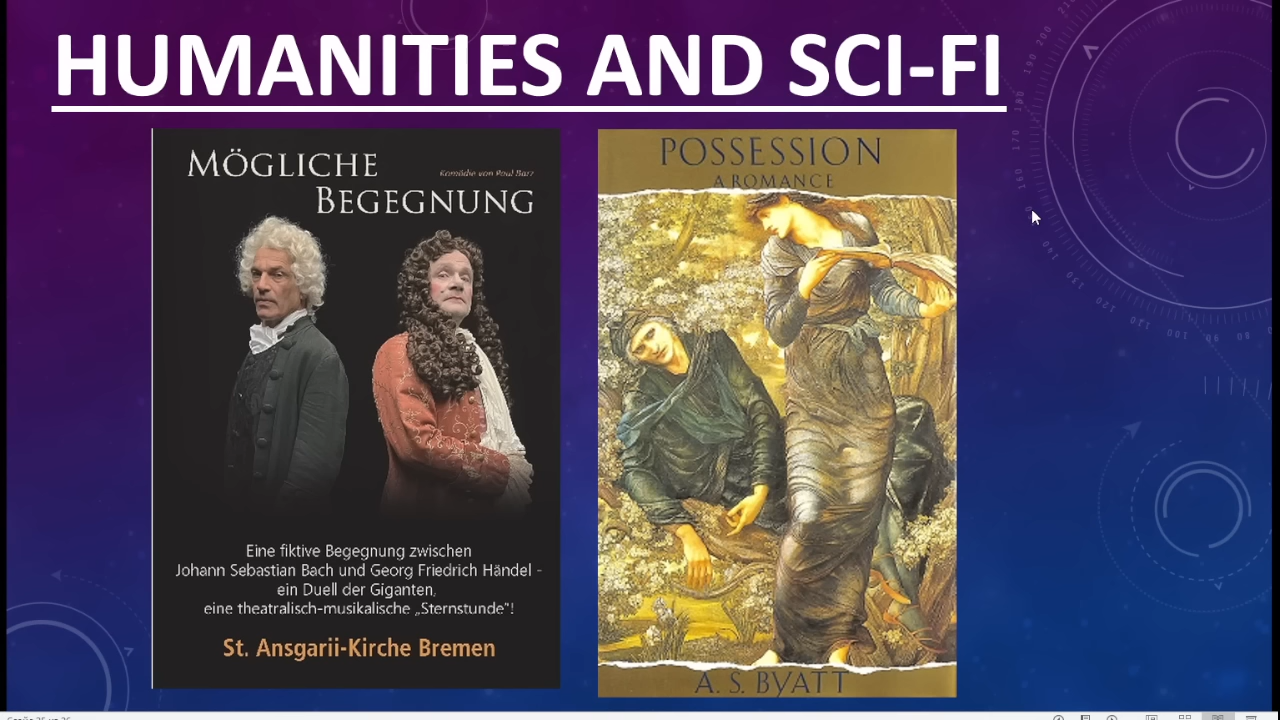 HUMANITIES AND SCI-FI
MÖGLICHE
Komödie von Paul Barz
BEGEGNUNG
Eine fiktive Begegnung zwischen
Johann Sebastian Bach und Georg Friedrich Händel -
ein Duell der Giganten,
eine theatralisch-musikalische „Sternstunde"!
St. Ansgarii-Kirche Bremen
POSSESSION
A ROMANCE
A. S. BYATT